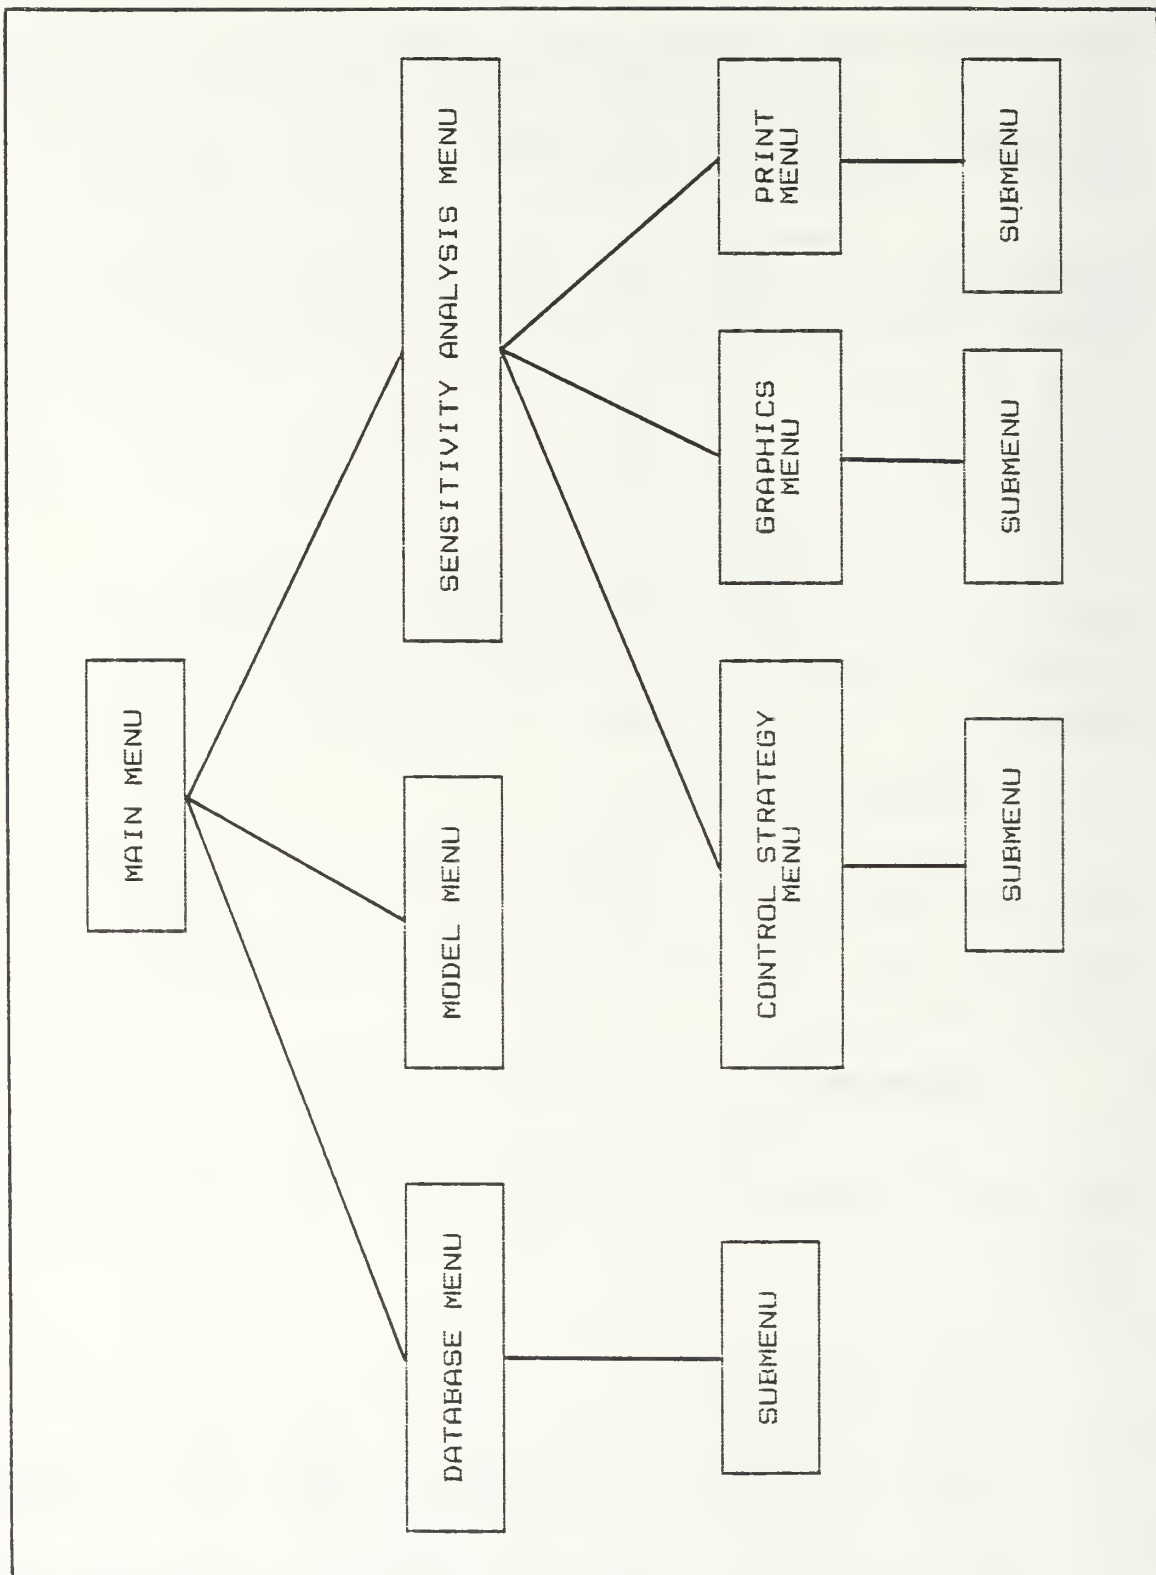 MAIN MENU
DATABASE MENU
MODEL MENU
SENSITIVITY ANALYSIS MENU
SUBMENU
CONTROL STRATEGY
MENU
GRAPHICS
MENU
PRINT
MENU
SUBMENU
SUBMENU
SUBMENU